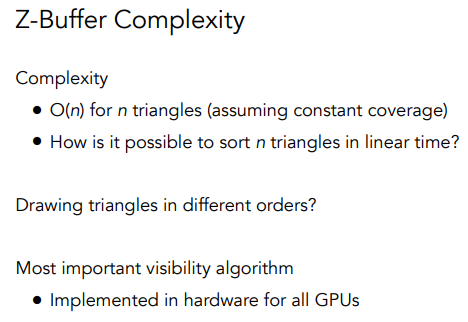 Z-Buffer Complexity
Complexity
• O(n) for n triangles (assuming constant coverage)
• How is it possible to sort n triangles in linear time?
Drawing triangles in different orders?
Most important visibility algorithm
• Implemented in hardware for all GPUs